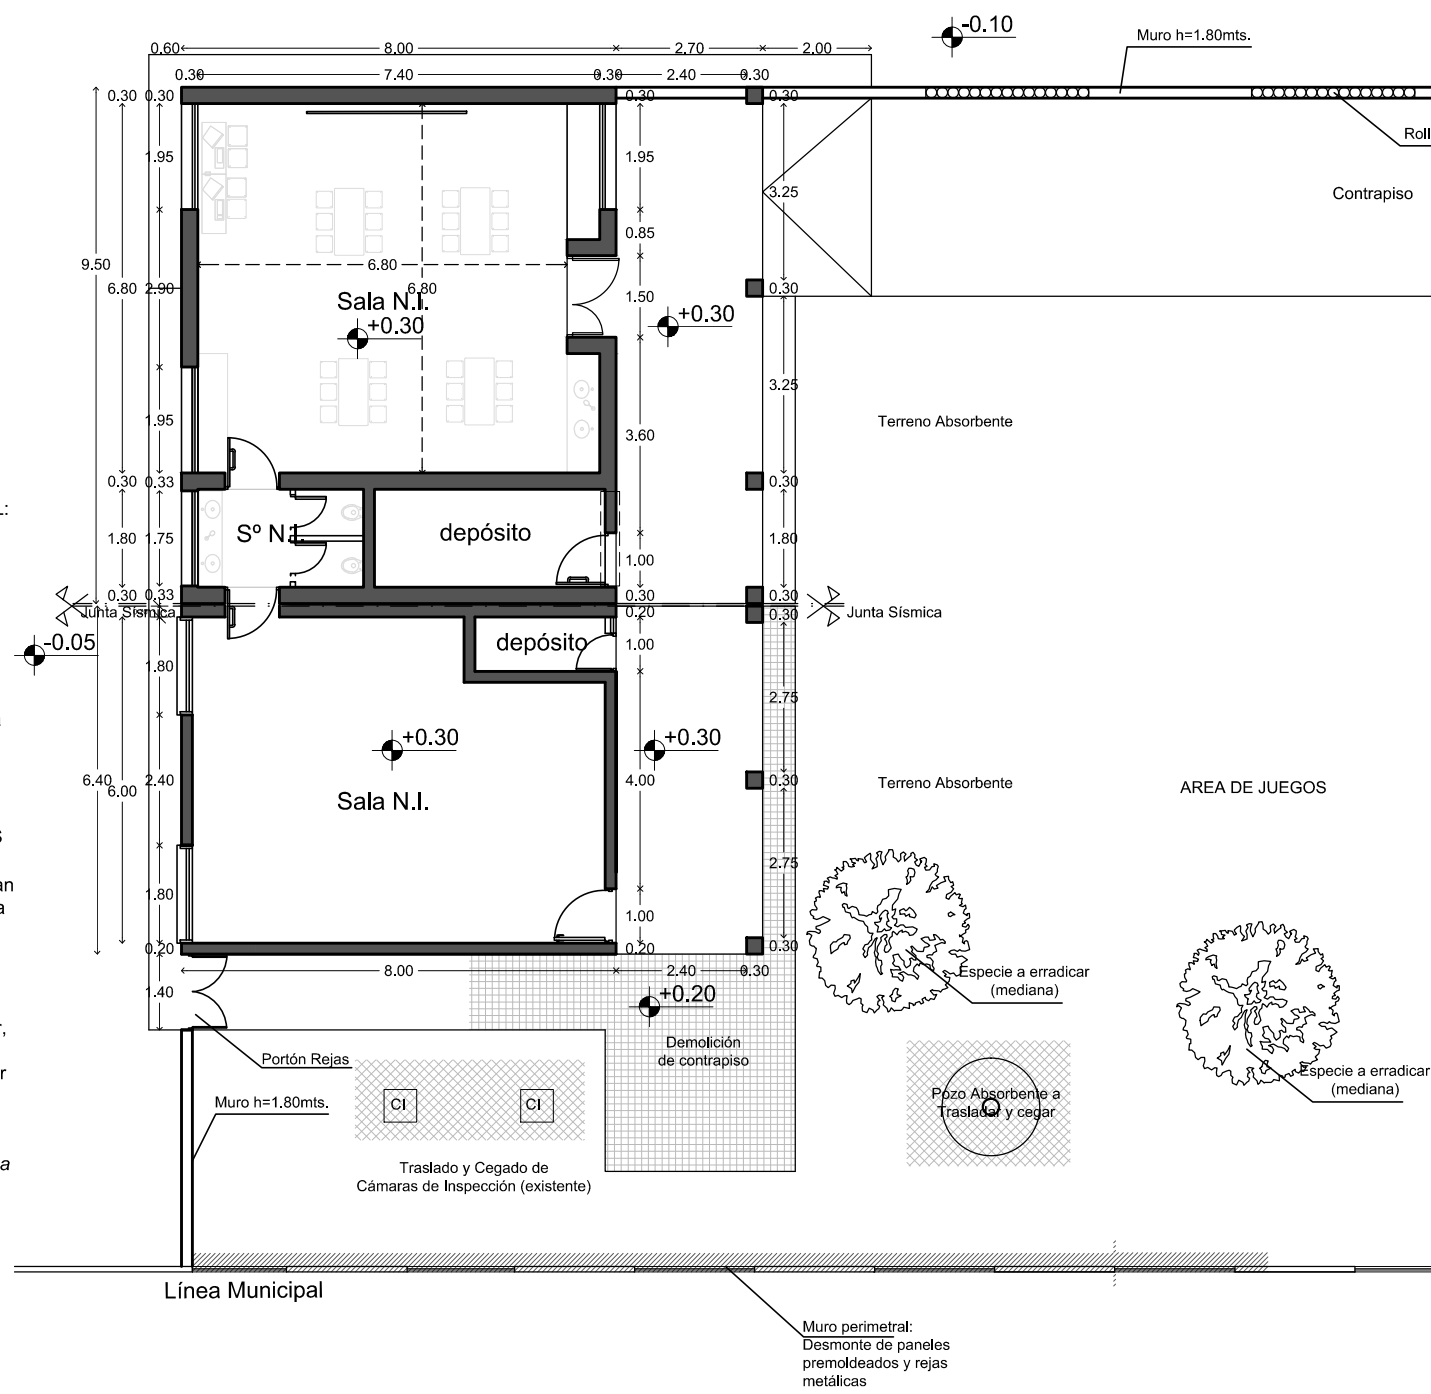 -0.10
Muro h=1.80mts.
0.60 8.00 2.70 2.00
0.30 7.40 0.30 2.40 0.30
0.30 0.30 0.30 0.30
Roll
1.95 1.95
3.25
Contrapiso
0.85
9.50
6.80
6.80 2.90 6.80 1.50 0.30
Sala N.I.
+0.30
+0.30
3.25
1.95
3.60
Terreno Absorbente
0.30 0.33 0.30
L:
Sº N.
depósito
1.80 1.75 1.80
1.00
0.30 0.33 0.30 0.30
Junta Sísmica
0.20 0.30
Junta Sísmica
-0.05
depósito
1.00
1.80
2.75
+0.30
+0.30
6.40 6.00 2.40 4.00 0.30
Terreno Absorbente
AREA DE JUEGOS
Sala N.I.
S
an
a
1.80
2.75
1.00
0.20 0.20 0.30
8.00 2.40 0.30
Especie a erradicar
(mediana)
1.40
+0.20
r,
Demolición
de contrapiso
Portón Rejas
r
Especie a erradicar
(mediana)
Muro h=1.80mts.
CI
CI
Pozo Absorbente a
Trasladar y cegar
a
Traslado y Cegado de
Cámaras de Inspección (existente)
Línea Municipal
Muro perimetral:
Desmonte de paneles
premoldeados y rejas
metálicas